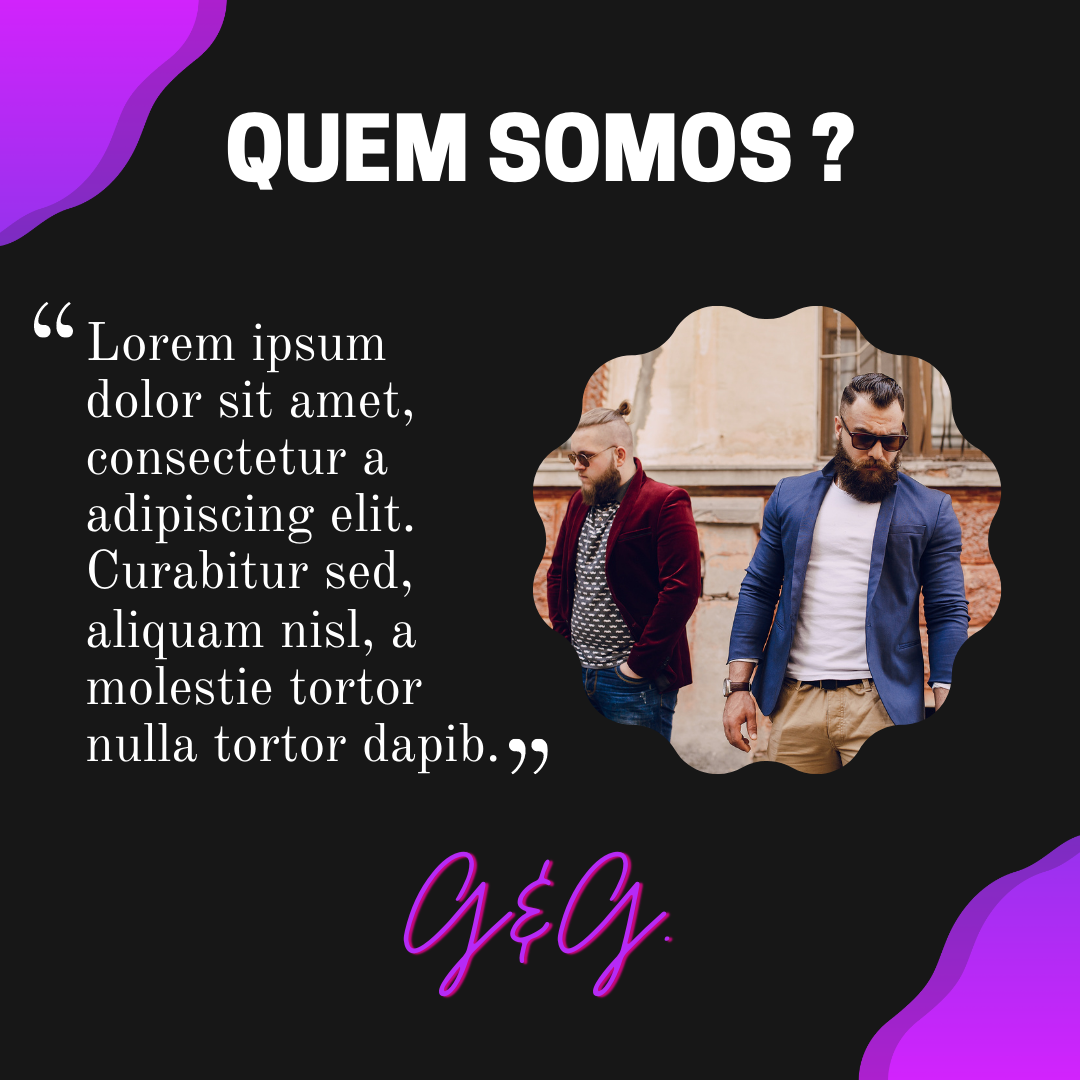 QUEM SOMOS ?
“Lorem ipsum
dolor sit amet,
consectetur a
adipiscing elit.
Curabitur sed,
aliquam nisl, a
molestie tortor
nulla tortor dapib.”
G&G.